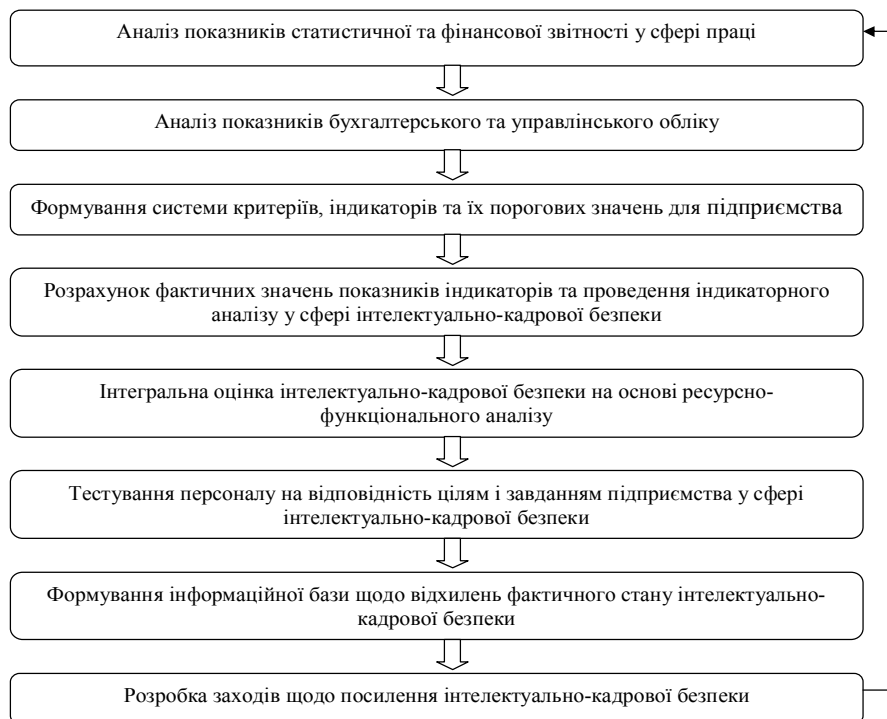 Аналіз показників статистичної та фінансової звітності у сфері праці
Аналіз показників бухгалтерського та управлінського обліку
Формування системи критеріїв, індикаторів та їх порогових значень для підприємства
Розрахунок фактичних значень показників індикаторів та проведення індикаторного
аналізу у сфері інтелектуально-кадрової безпеки
Інтегральна оцінка інтелектуально-кадрової безпеки на основі ресурсно-
функціонального аналізу
Тестування персоналу на відповідність цілям і завданням підприємства у сфері
інтелектуально-кадрової безпеки
Формування інформаційної бази щодо відхилень фактичного стану інтелектуально-
кадрової безпеки
Розробка заходів щодо посилення інтелектуально-кадрової безпеки